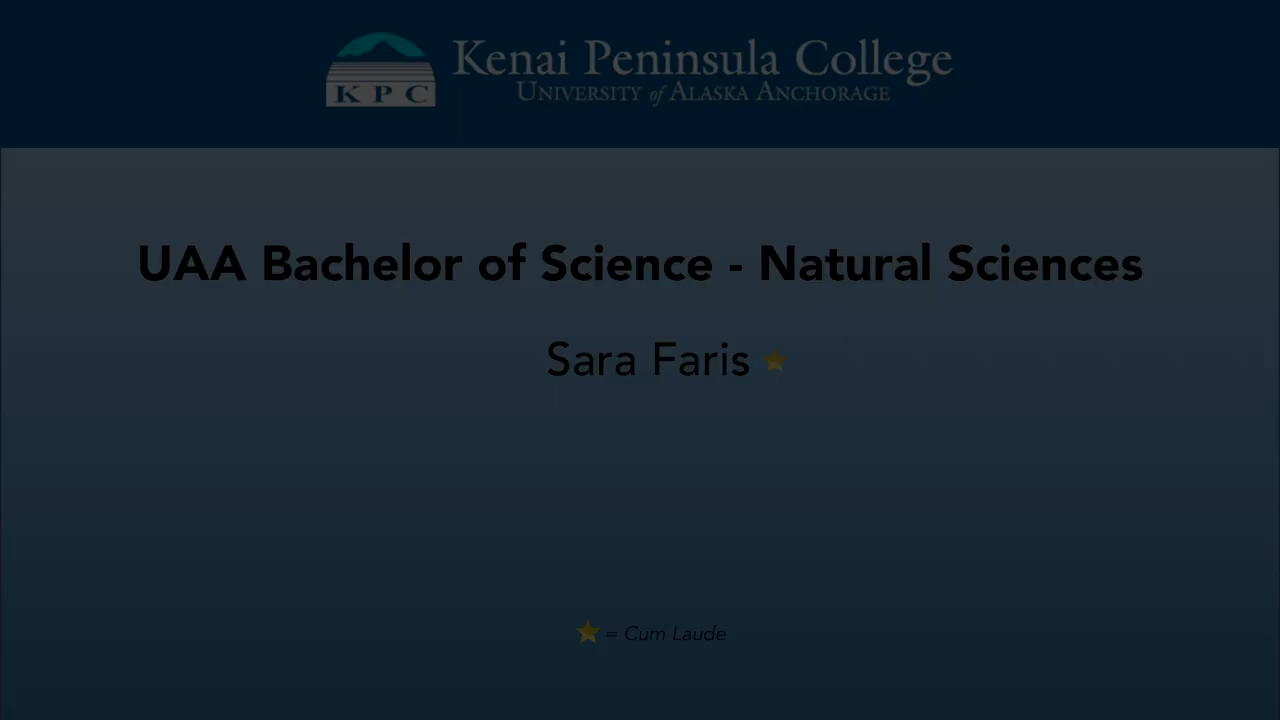 KPC
Kenai Peninsula College
University of Alaska Anchorage
UAA Bachelor of Science - Natural Sciences
Sara Faris
= Cum Laude